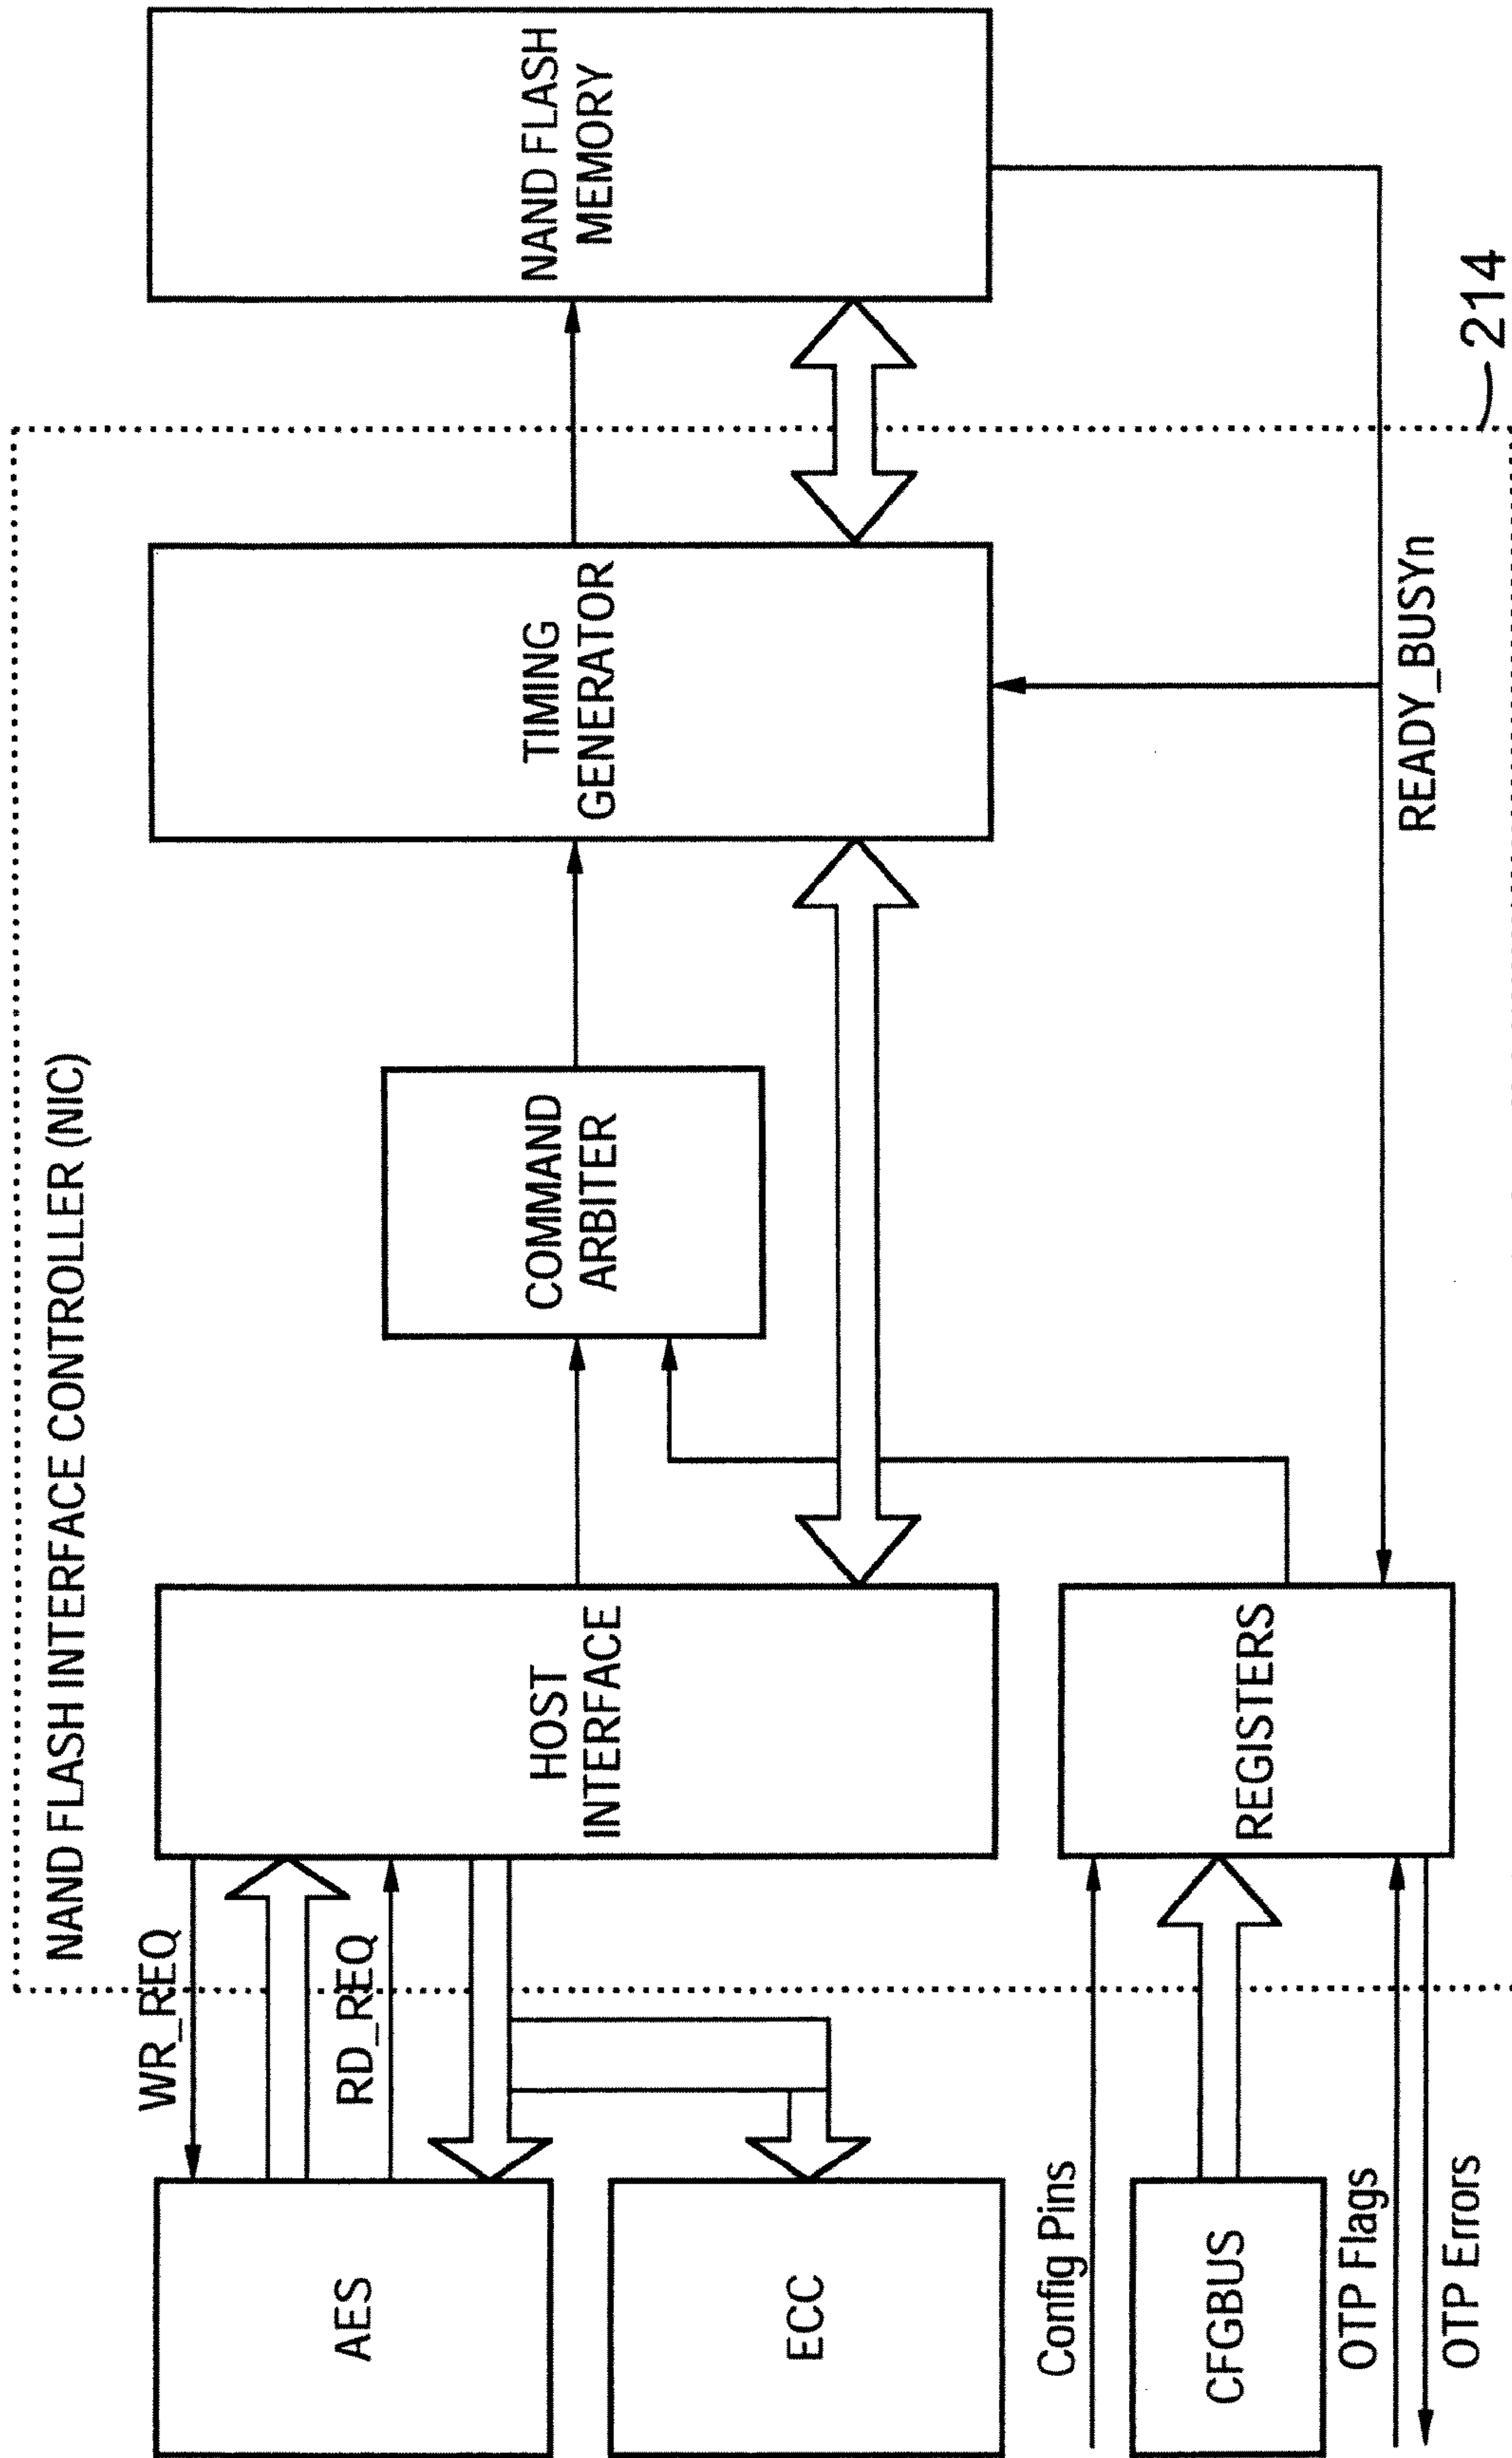 NAND FLASH INTERFACE CONTROLLER (NIC)
WR_REQ
RD_REQ
AES
ECC
HOST
INTERFACE
COMMAND
ARBITER
TIMING
GENERATOR
NAND FLASH
MEMORY
Config Pins
CFGBUS
OTP Flags
OTP Errors
REGISTERS
READY_BUSYn
214